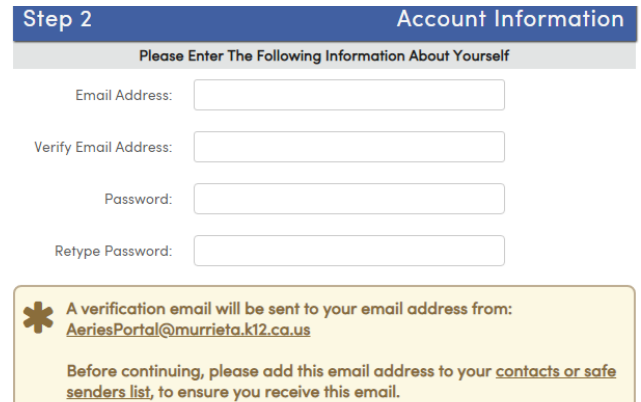 Step 2 Account Information
Please Enter The Following Information About Yourself
Email Address:
Verify Email Address:
Password:
Retype Password:
A verification email will be sent to your email address from:
AeriesPortal@murrieta.k12.ca.us
Before continuing, please add this email address to your contacts or safe
senders list, to ensure you receive this email.